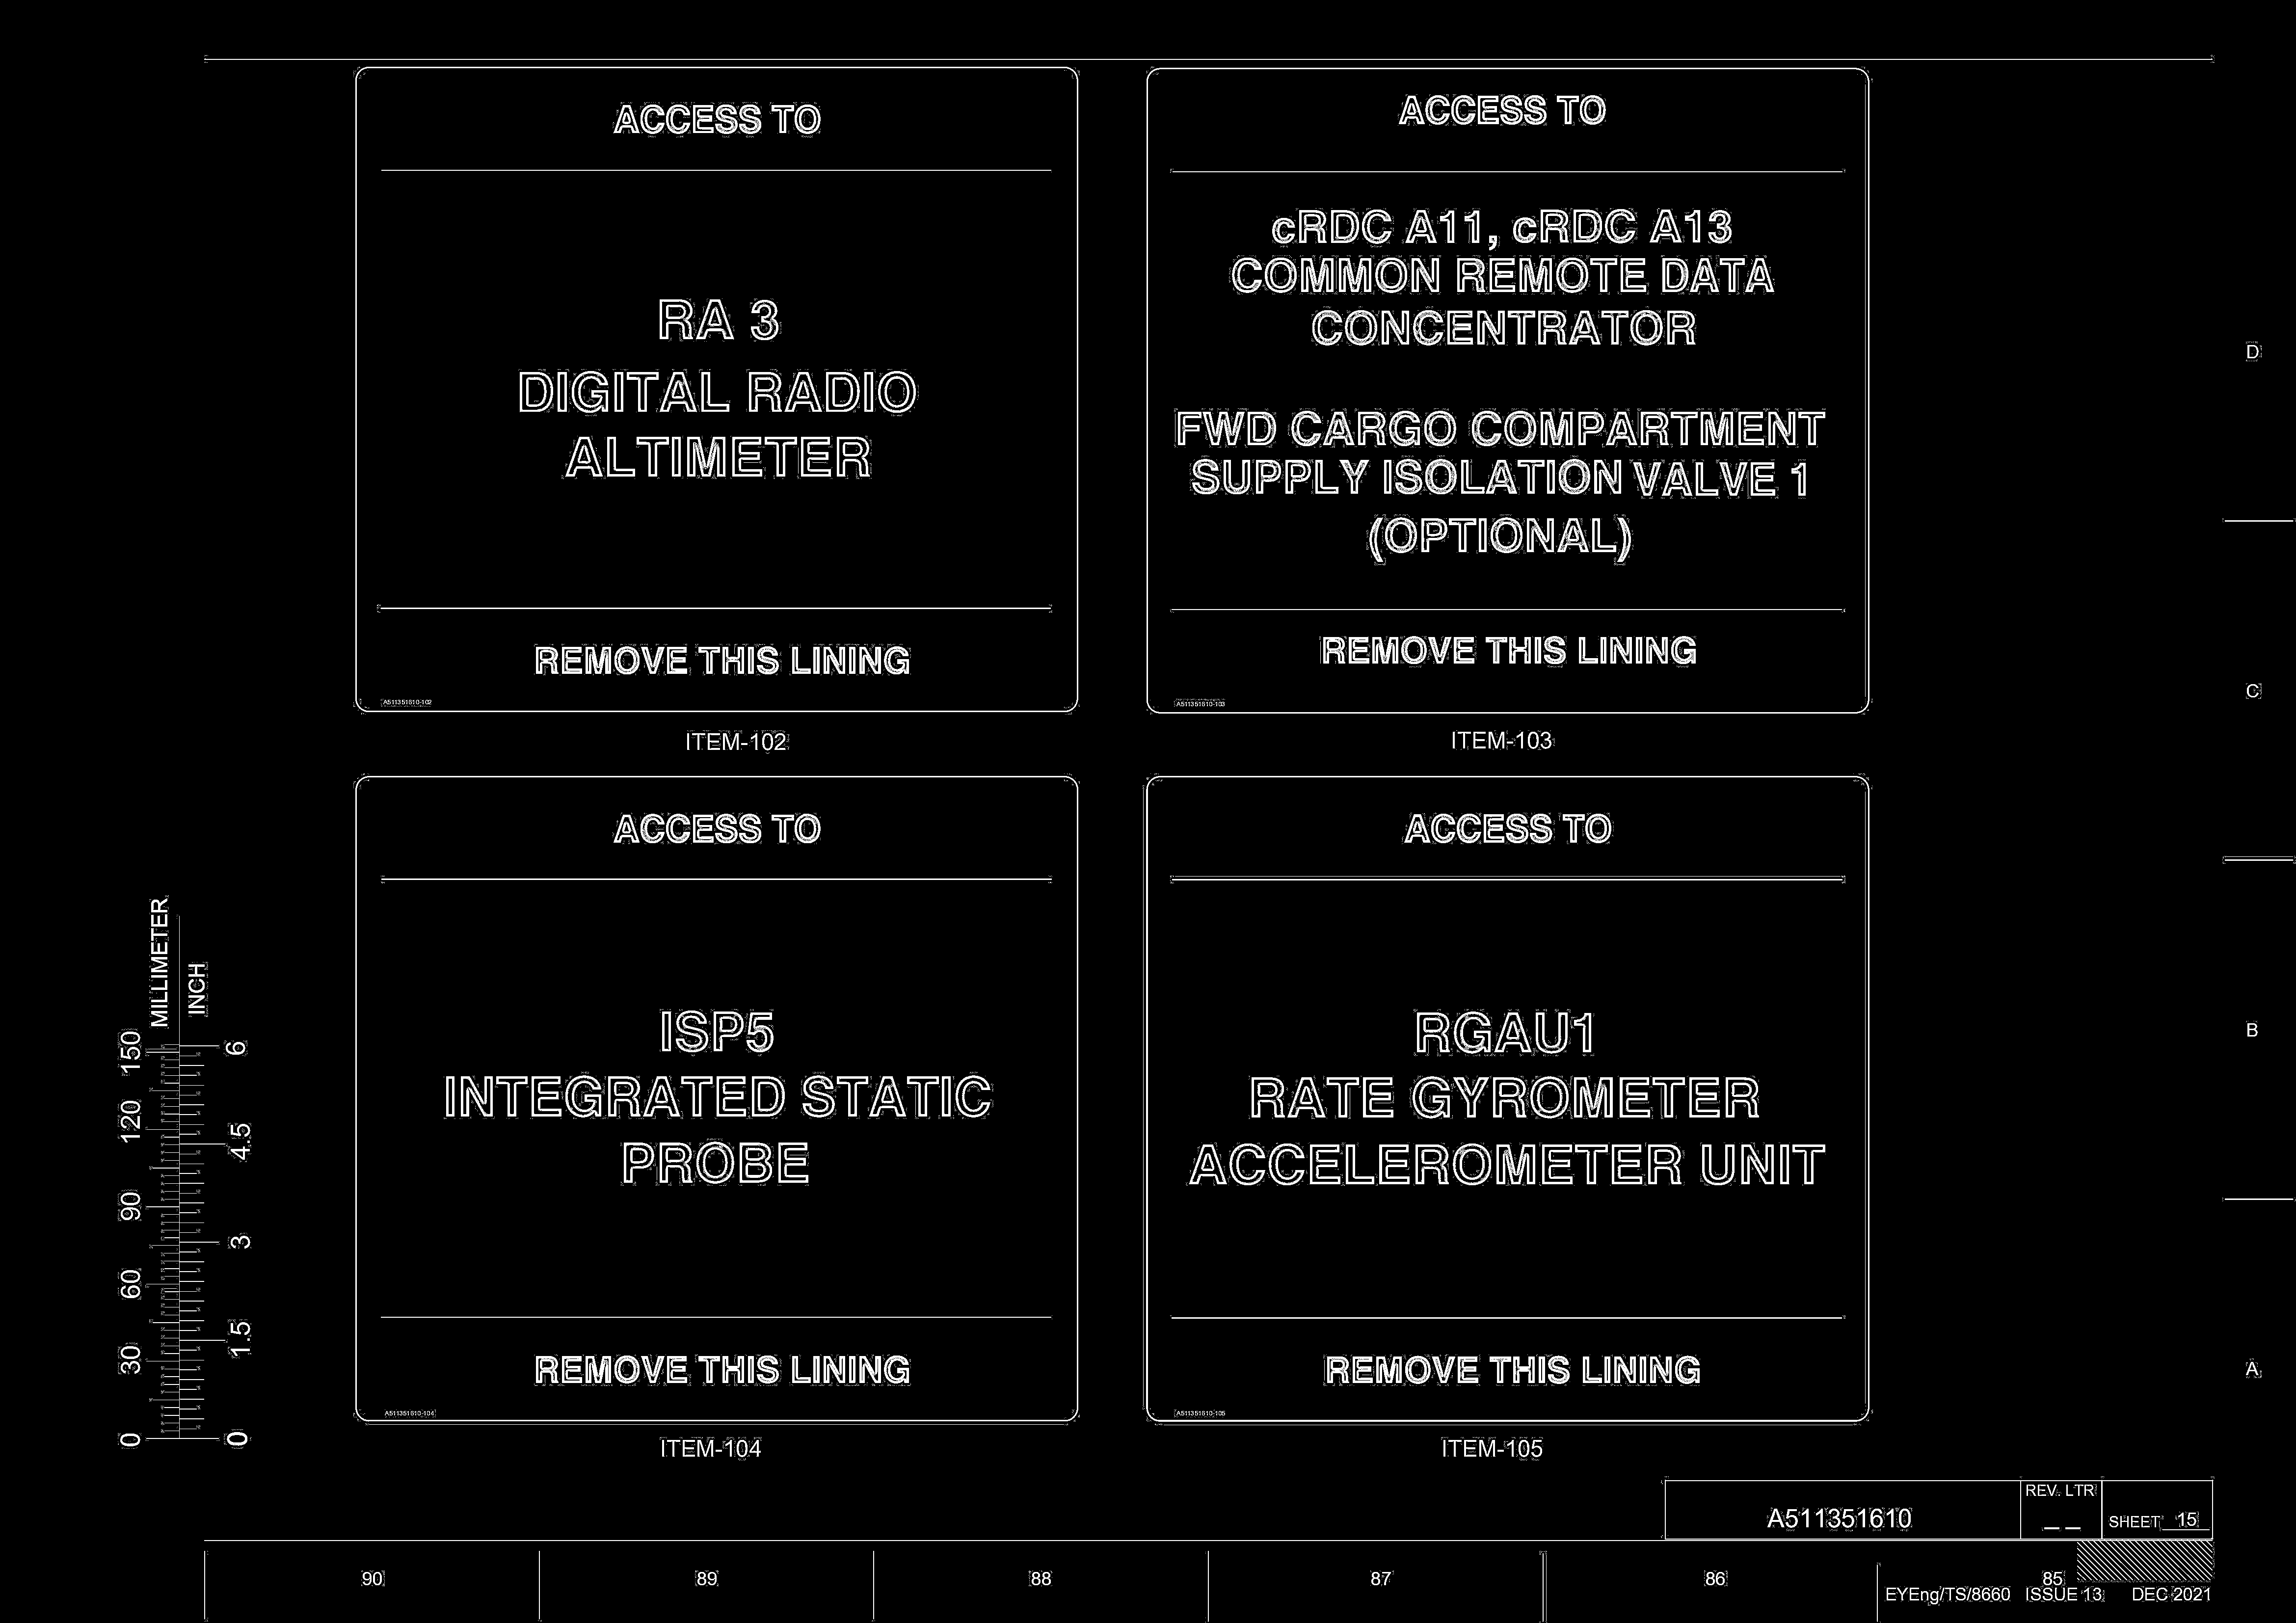 ACCESS TO
RA 3
DIGITAL RADIO
ALTIMETER
REMOVE THIS LINING
A511351610-102
ITEM-102
ACCESS TO
cRDC A11, cRDC A13
COMMON REMOTE DATA
CONCENTRATOR
FWD CARGO COMPARTMENT
SUPPLY ISOLATION VALVE 1
(OPTIONAL)
REMOVE THIS LINING
A511351610-103
ITEM-103
ACCESS TO
ISP5
INTEGRATED STATIC
PROBE
REMOVE THIS LINING
A511351610-104
ITEM-104
ACCESS TO
RGAU1
RATE GYROMETER
ACCELEROMETER UNIT
REMOVE THIS LINING
A511351610-105
ITEM-105
D
C
B
A
MILLIMETER
INCH
150
120
90
60
30
0
6
4.5
3
1.5
0
A511351610
REV. LTR
_ _
SHEET 15
90
89
88
87
86
85
EYEng/TS/8660 ISSUE 13 DEC 2021